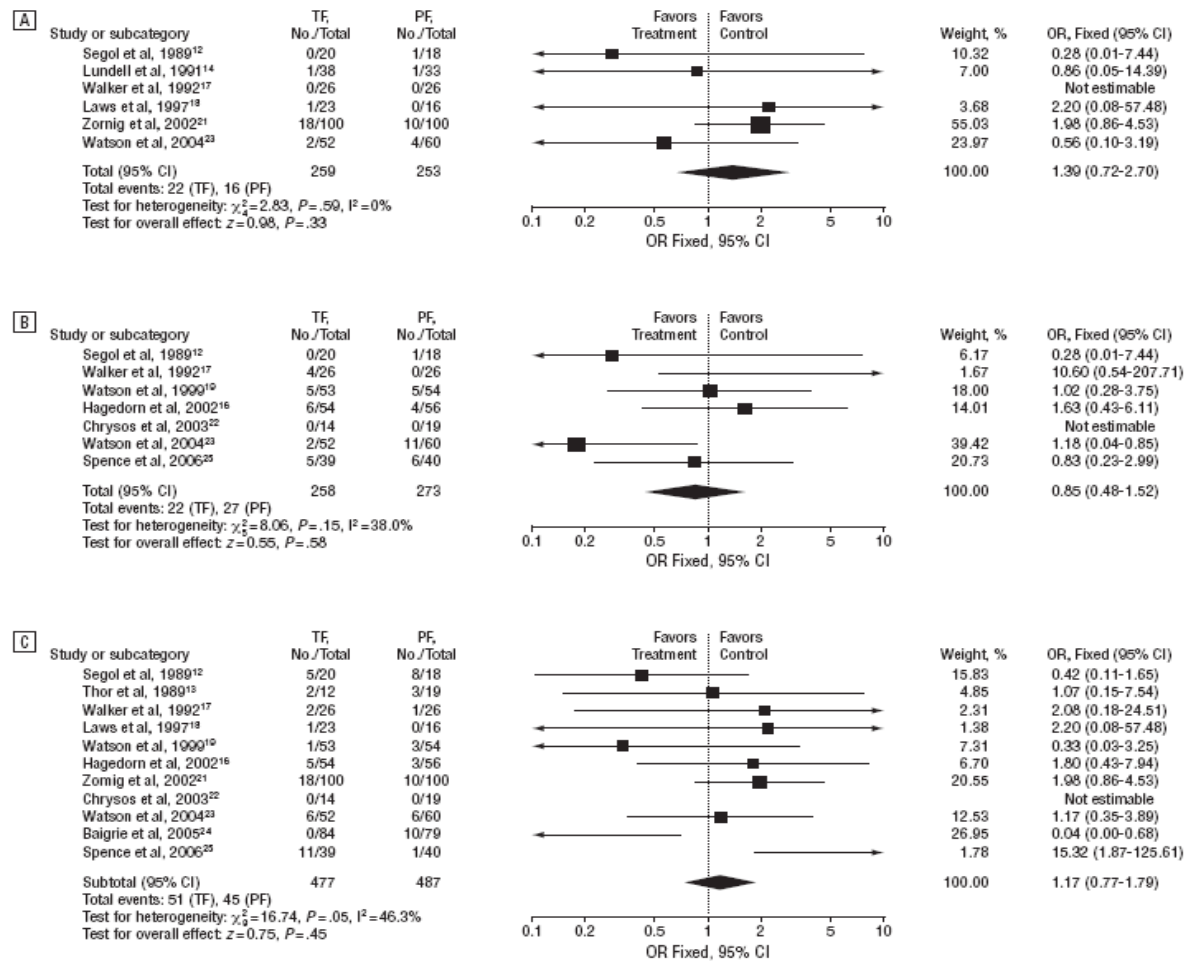 A
TF, PF, Favors Favors
Study or subcategory No./Total No./Total Treatment Control Weight, % OR, Fixed (95% CI)
Segol et al, 1989¹² 0/20 1/18 10.32 0.28 (0.01-7.44)
Lundell et al, 1991¹⁴ 1/38 1/33 7.00 0.86 (0.05-14.39)
Walker et al, 1992¹⁷ 0/26 0/26 Not estimable
Laws et al, 1997¹⁸ 1/23 0/16 3.68 2.20 (0.08-57.48)
Zornig et al, 2002²¹ 18/100 10/100 55.03 1.98 (0.86-4.53)
Watson et al, 2004²³ 2/52 4/60 23.97 0.56 (0.10-3.19)
Total (95% CI) 259 253 100.00 1.39 (0.72-2.70)
Total events: 22 (TF), 16 (PF)
Test for heterogeneity: χ²₄=2.83, P=.59, I²=0%
Test for overall effect: z=0.98, P=.33
0.1 0.2 0.5 1 2 5 10
OR Fixed, 95% CI
B
TF, PF, Favors Favors
Study or subcategory No./Total No./Total Treatment Control Weight, % OR, Fixed (95% CI)
Segol et al, 1989¹² 0/20 1/18 6.17 0.28 (0.01-7.44)
Walker et al, 1992¹⁷ 4/26 0/26 1.67 10.60 (0.54-207.71)
Watson et al, 1999¹⁹ 5/53 5/54 18.00 1.02 (0.28-3.75)
Hagedorn et al, 2002¹⁶ 6/54 4/56 14.01 1.63 (0.43-6.11)
Chrysos et al, 2003²² 0/14 0/19 Not estimable
Watson et al, 2004²³ 2/52 11/60 39.42 1.18 (0.04-0.85)
Spence et al, 2006²⁵ 5/39 6/40 20.73 0.83 (0.23-2.99)
Total (95% CI) 258 273 100.00 0.85 (0.48-1.52)
Total events: 22 (TF), 27 (PF)
Test for heterogeneity: χ²₅=8.06, P=.15, I²=38.0%
Test for overall effect: z=0.55, P=.58
0.1 0.2 0.5 1 2 5 10
OR Fixed, 95% CI
C
TF, PF, Favors Favors
Study or subcategory No./Total No./Total Treatment Control Weight, % OR, Fixed (95% CI)
Segol et al, 1989¹² 5/20 8/18 15.83 0.42 (0.11-1.65)
Thor et al, 1989¹³ 2/12 3/19 4.85 1.07 (0.15-7.54)
Walker et al, 1992¹⁷ 2/26 1/26 2.31 2.08 (0.18-24.51)
Laws et al, 1997¹⁸ 1/23 0/16 1.38 2.20 (0.08-57.48)
Watson et al, 1999¹⁹ 1/53 3/54 7.31 0.33 (0.03-3.25)
Hagedorn et al, 2002¹⁶ 5/54 3/56 6.70 1.80 (0.43-7.94)
Zornig et al, 2002²¹ 18/100 10/100 20.55 1.98 (0.86-4.53)
Chrysos et al, 2003²² 0/14 0/19 Not estimable
Watson et al, 2004²³ 6/52 6/60 12.53 1.17 (0.35-3.89)
Baigrie et al, 2005²⁴ 0/84 10/79 26.95 0.04 (0.00-0.68)
Spence et al, 2006²⁵ 11/39 1/40 1.78 15.32 (1.87-125.61)
Subtotal (95% CI) 477 487 100.00 1.17 (0.77-1.79)
Total events: 51 (TF), 45 (PF)
Test for heterogeneity: χ²₉=16.74, P=.05, I²=46.3%
Test for overall effect: z=0.75, P=.45
0.1 0.2 0.5 1 2 5 10
OR Fixed, 95% CI